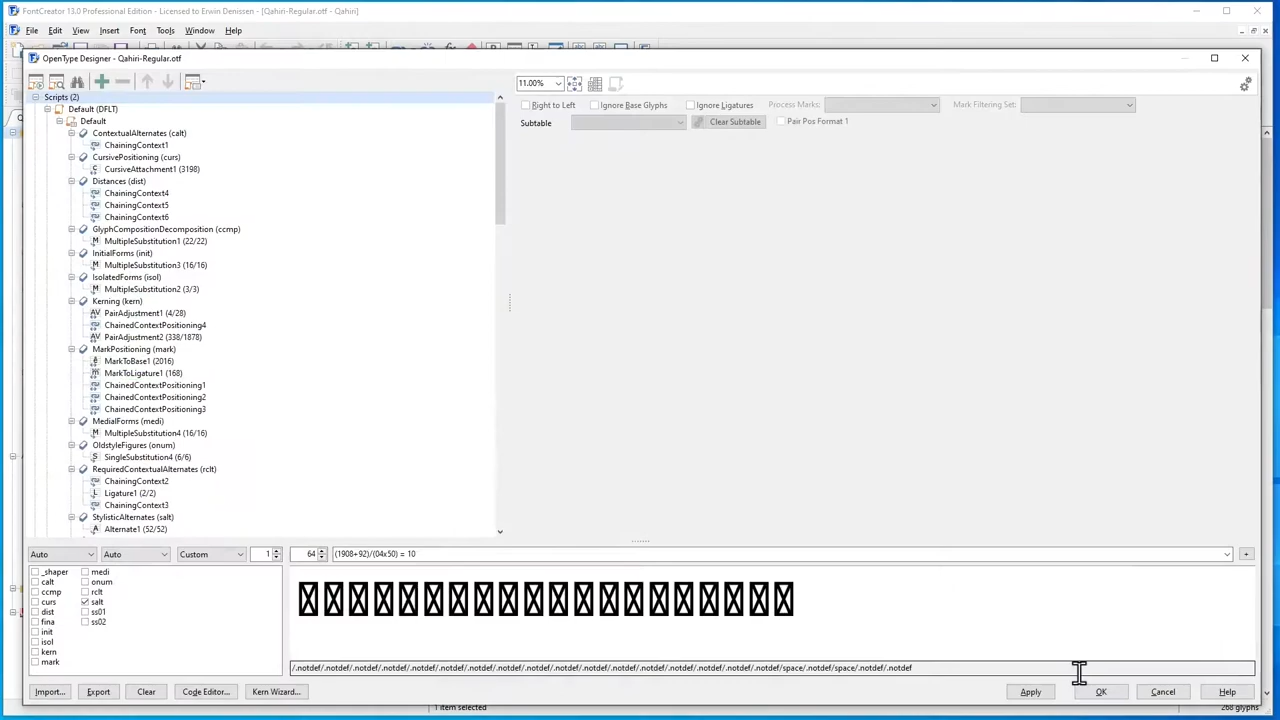 FontCreator 13.0 Professional Edition - Licensed to Erwin Denissen - [Qahiri-Regular.otf - Qahiri]
File Edit View Insert Font Tools Window Help
OpenType Designer - Qahiri-Regular.otf
11.00%
Scripts (2)
Default (DFLT)
Default
ContextualAlternates (calt)
ChainingContext1
CursivePositioning (curs)
CursiveAttachment1 (3198)
Distances (dist)
ChainingContext4
ChainingContext5
ChainingContext6
GlyphCompositionDecomposition (ccmp)
MultipleSubstitution1 (22/22)
InitialForms (init)
MultipleSubstitution3 (16/16)
IsolatedForms (isol)
MultipleSubstitution2 (3/3)
Kerning (kern)
PairAdjustment1 (4/28)
ChainedContextPositioning4
PairAdjustment2 (338/1878)
MarkPositioning (mark)
MarkToBase1 (2016)
MarkToLigature1 (168)
ChainedContextPositioning1
ChainedContextPositioning2
ChainedContextPositioning3
MedialForms (medi)
MultipleSubstitution4 (16/16)
OldstyleFigures (onum)
SingleSubstitution4 (6/6)
RequiredContextualAlternates (rclt)
ChainingContext2
Ligature1 (2/2)
ChainingContext3
StylisticAlternates (salt)
Alternate1 (52/52)
Right to Left Ignore Base Glyphs Ignore Ligatures Process Marks: Mark Filtering Set:
Subtable Clear Subtable Pair Pos Format 1
Auto Auto Custom 1 64 (1908+92)/(04x50) = 10 +
_shaper medi
calt onum
ccmp rclt
curs salt
dist ss01
fina ss02
init
isol
kern
mark
/.notdef/.notdef/.notdef/.notdef/.notdef/.notdef/.notdef/.notdef/.notdef/.notdef/.notdef/.notdef/.notdef/.notdef/.notdef/.notdef/space/.notdef/space/.notdef/.notdef
Import... Export Clear Code Editor... Kern Wizard... Apply OK Cancel Help
1 item selected 268 glyphs